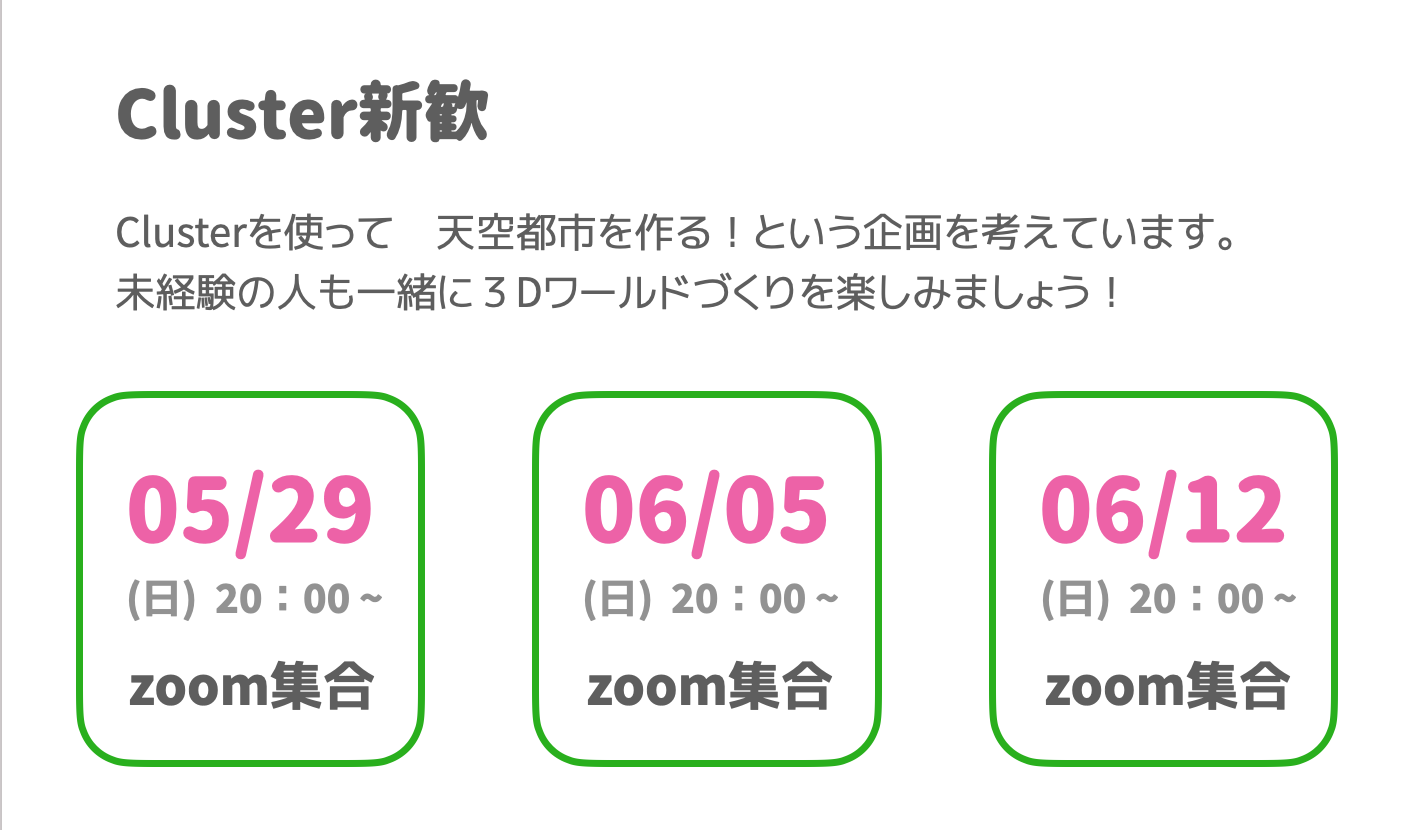 Cluster新歓
Clusterを使って　天空都市を作る！という企画を考えています。
未経験の人も一緒に３Dワールドづくりを楽しみましょう！
05/29
(日) 20：00 ~
zoom集合
06/05
(日) 20：00 ~
zoom集合
06/12
(日) 20：00 ~
zoom集合